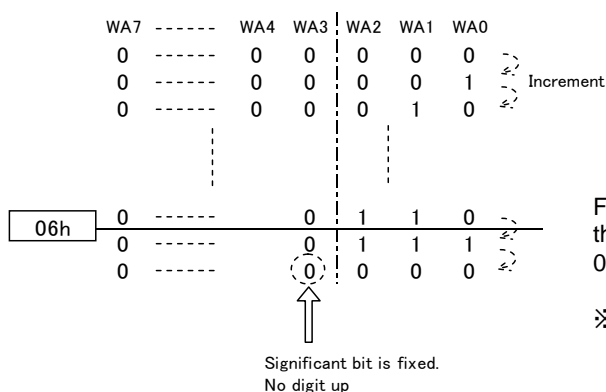 WA7 ------ WA4 WA3 WA2 WA1 WA0
0 ------ 0 0 0 0 0
0 ------ 0 0 0 0 1 Increment
0 ------ 0 0 0 1 0
06h
0 ------ 0 1 1 0
0 ------ 0 1 1 1
0 ------ 0 0 0 0
F
th
0
※
Significant bit is fixed.
No digit up